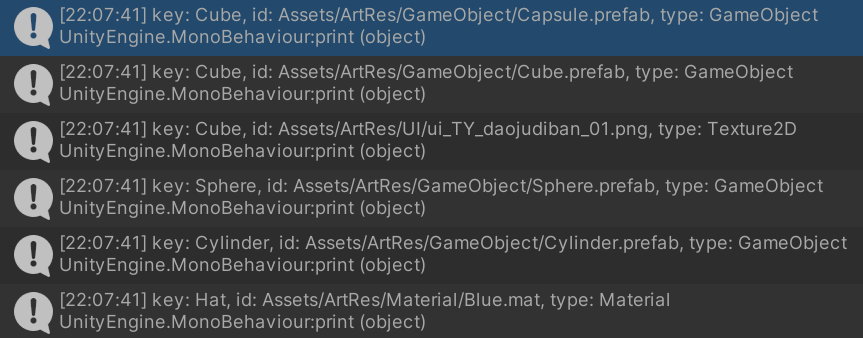 [22:07:41] key: Cube, id: Assets/ArtRes/GameObject/Capsule.prefab, type: GameObject
UnityEngine.MonoBehaviour:print (object)
[22:07:41] key: Cube, id: Assets/ArtRes/GameObject/Cube.prefab, type: GameObject
UnityEngine.MonoBehaviour:print (object)
[22:07:41] key: Cube, id: Assets/ArtRes/UI/ui_TY_daojudiban_01.png, type: Texture2D
UnityEngine.MonoBehaviour:print (object)
[22:07:41] key: Sphere, id: Assets/ArtRes/GameObject/Sphere.prefab, type: GameObject
UnityEngine.MonoBehaviour:print (object)
[22:07:41] key: Cylinder, id: Assets/ArtRes/GameObject/Cylinder.prefab, type: GameObject
UnityEngine.MonoBehaviour:print (object)
[22:07:41] key: Hat, id: Assets/ArtRes/Material/Blue.mat, type: Material
UnityEngine.MonoBehaviour:print (object)